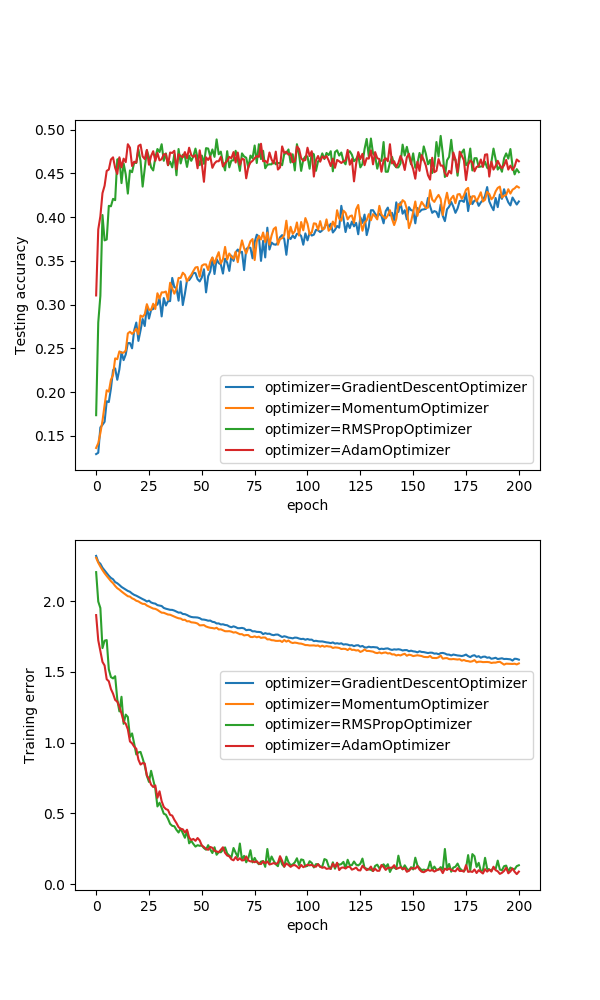 0.50
0.45
0.40
0.35
0.30
0.25
0.20
0.15
Testing accuracy
optimizer=GradientDescentOptimizer
optimizer=MomentumOptimizer
optimizer=RMSPropOptimizer
optimizer=AdamOptimizer
0 25 50 75 100 125 150 175 200
epoch
2.0
1.5
1.0
0.5
0.0
Training error
optimizer=GradientDescentOptimizer
optimizer=MomentumOptimizer
optimizer=RMSPropOptimizer
optimizer=AdamOptimizer
0 25 50 75 100 125 150 175 200
epoch